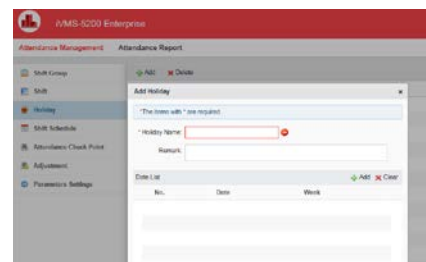 iVMS-5200 Enterprise
Attendance Management Attendance Report
Shift Group
Add Delete
Shift
Add Holiday
Holiday
*The items with * are required.
Shift Schedule
* Holiday Name:
Attendance Check Point
Remark:
Adjustment
Parameters Settings
Date List Add Clear
No. Date Week